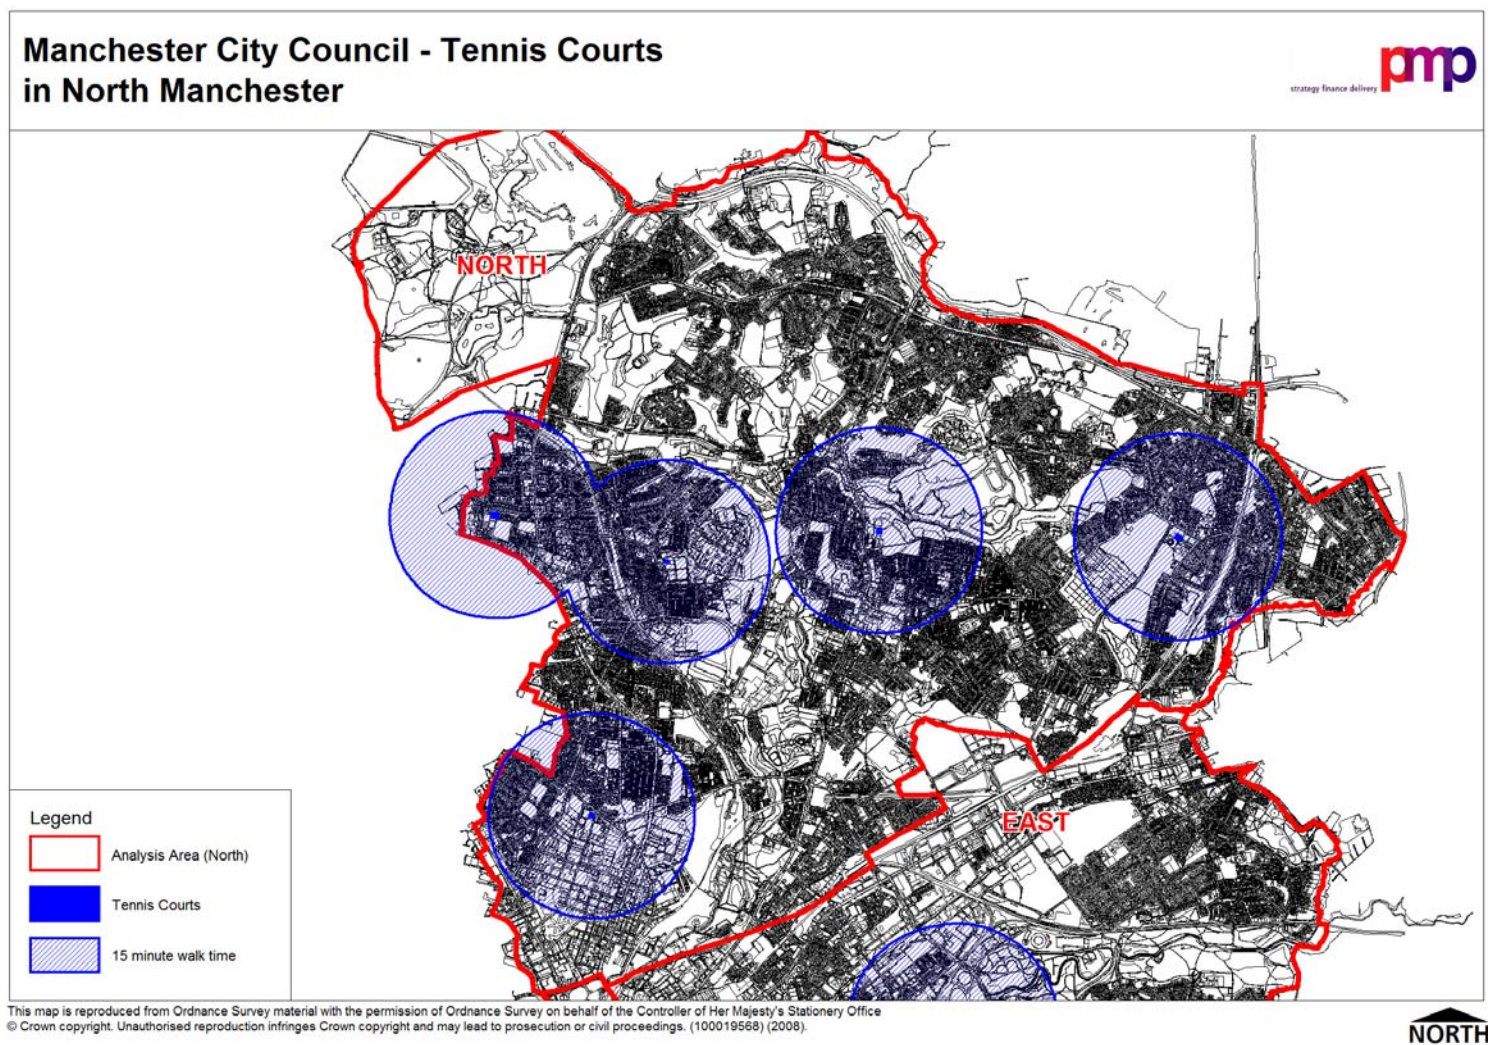 Manchester City Council - Tennis Courts
in North Manchester
strategy finance delivery
pmp
NORTH
EAST
Legend
Analysis Area (North)
Tennis Courts
15 minute walk time
This map is reproduced from Ordnance Survey material with the permission of Ordnance Survey on behalf of the Controller of Her Majesty's Stationery Office
© Crown copyright. Unauthorised reproduction infringes Crown copyright and may lead to prosecution or civil proceedings. (100019568) (2008).
NORTH